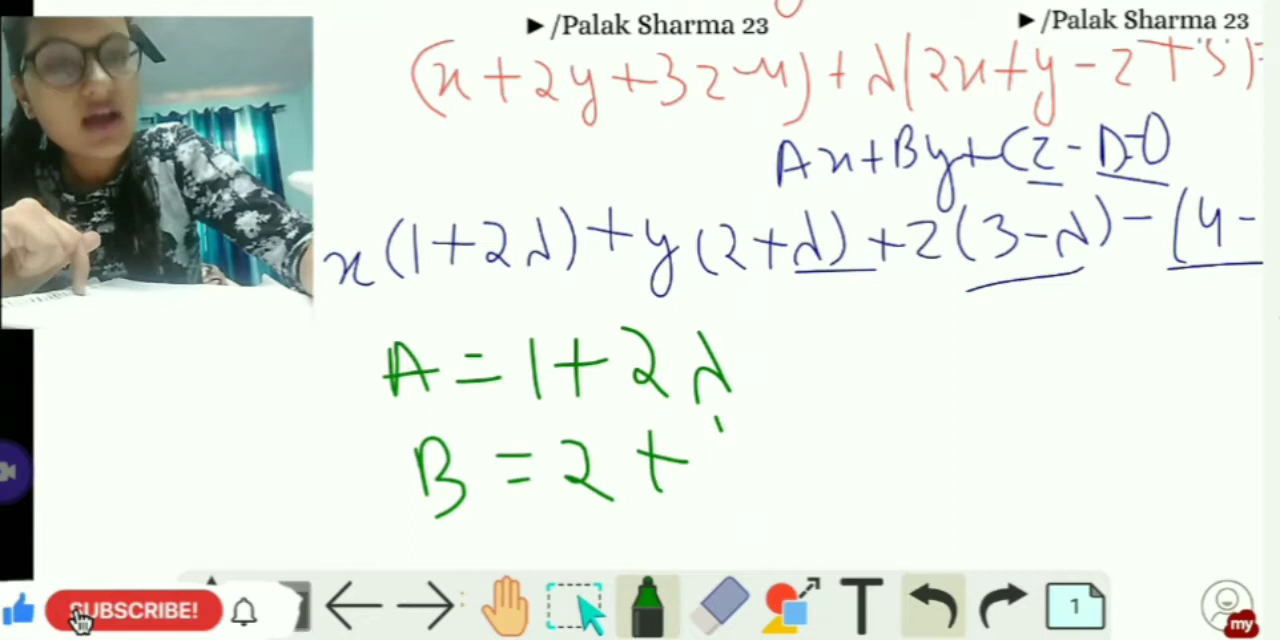 ▶ /Palak Sharma 23
▶ /Palak Sharma 23
(x+2y+3z-4)+λ(2x+y-z+5)=
Ax+By+Cz-D=0
x(1+2λ)+y(2+λ)+z(3-λ)-(4-
A=1+2λ
B=2+
SUBSCRIBE!
T
1
my